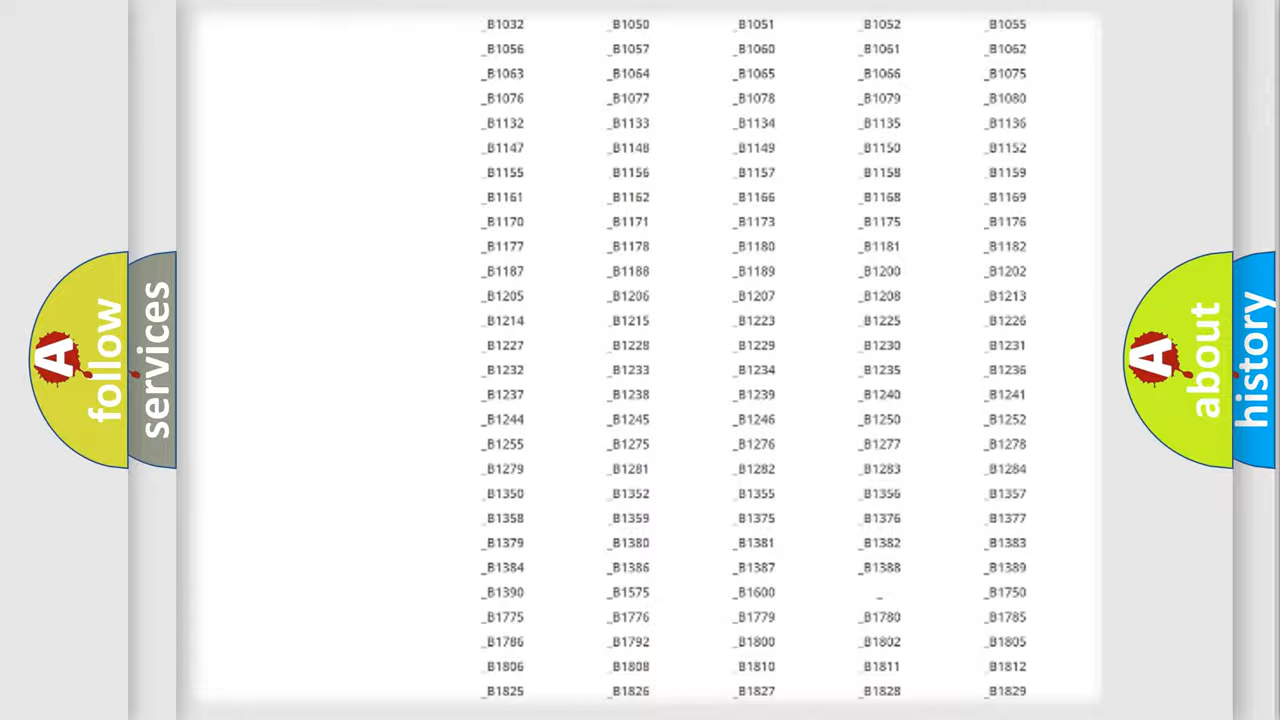 _B1032 _B1050 _B1051 _B1052 _B1055
_B1056 _B1057 _B1060 _B1061 _B1062
_B1063 _B1064 _B1065 _B1066 _B1075
_B1076 _B1077 _B1078 _B1079 _B1080
_B1132 _B1133 _B1134 _B1135 _B1136
_B1147 _B1148 _B1149 _B1150 _B1152
_B1155 _B1156 _B1157 _B1158 _B1159
_B1161 _B1162 _B1166 _B1168 _B1169
_B1170 _B1171 _B1173 _B1175 _B1176
_B1177 _B1178 _B1180 _B1181 _B1182
_B1187 _B1188 _B1189 _B1200 _B1202
_B1205 _B1206 _B1207 _B1208 _B1213
_B1214 _B1215 _B1223 _B1225 _B1226
_B1227 _B1228 _B1229 _B1230 _B1231
_B1232 _B1233 _B1234 _B1235 _B1236
_B1237 _B1238 _B1239 _B1240 _B1241
_B1244 _B1245 _B1246 _B1250 _B1252
_B1255 _B1275 _B1276 _B1277 _B1278
_B1279 _B1281 _B1282 _B1283 _B1284
_B1350 _B1352 _B1355 _B1356 _B1357
_B1358 _B1359 _B1375 _B1376 _B1377
_B1379 _B1380 _B1381 _B1382 _B1383
_B1384 _B1386 _B1387 _B1388 _B1389
_B1390 _B1575 _B1600 _ _B1750
_B1775 _B1776 _B1779 _B1780 _B1785
_B1786 _B1792 _B1800 _B1802 _B1805
_B1806 _B1808 _B1810 _B1811 _B1812
_B1825 _B1826 _B1827 _B1828 _B1829
A
follow
services
A
about
history